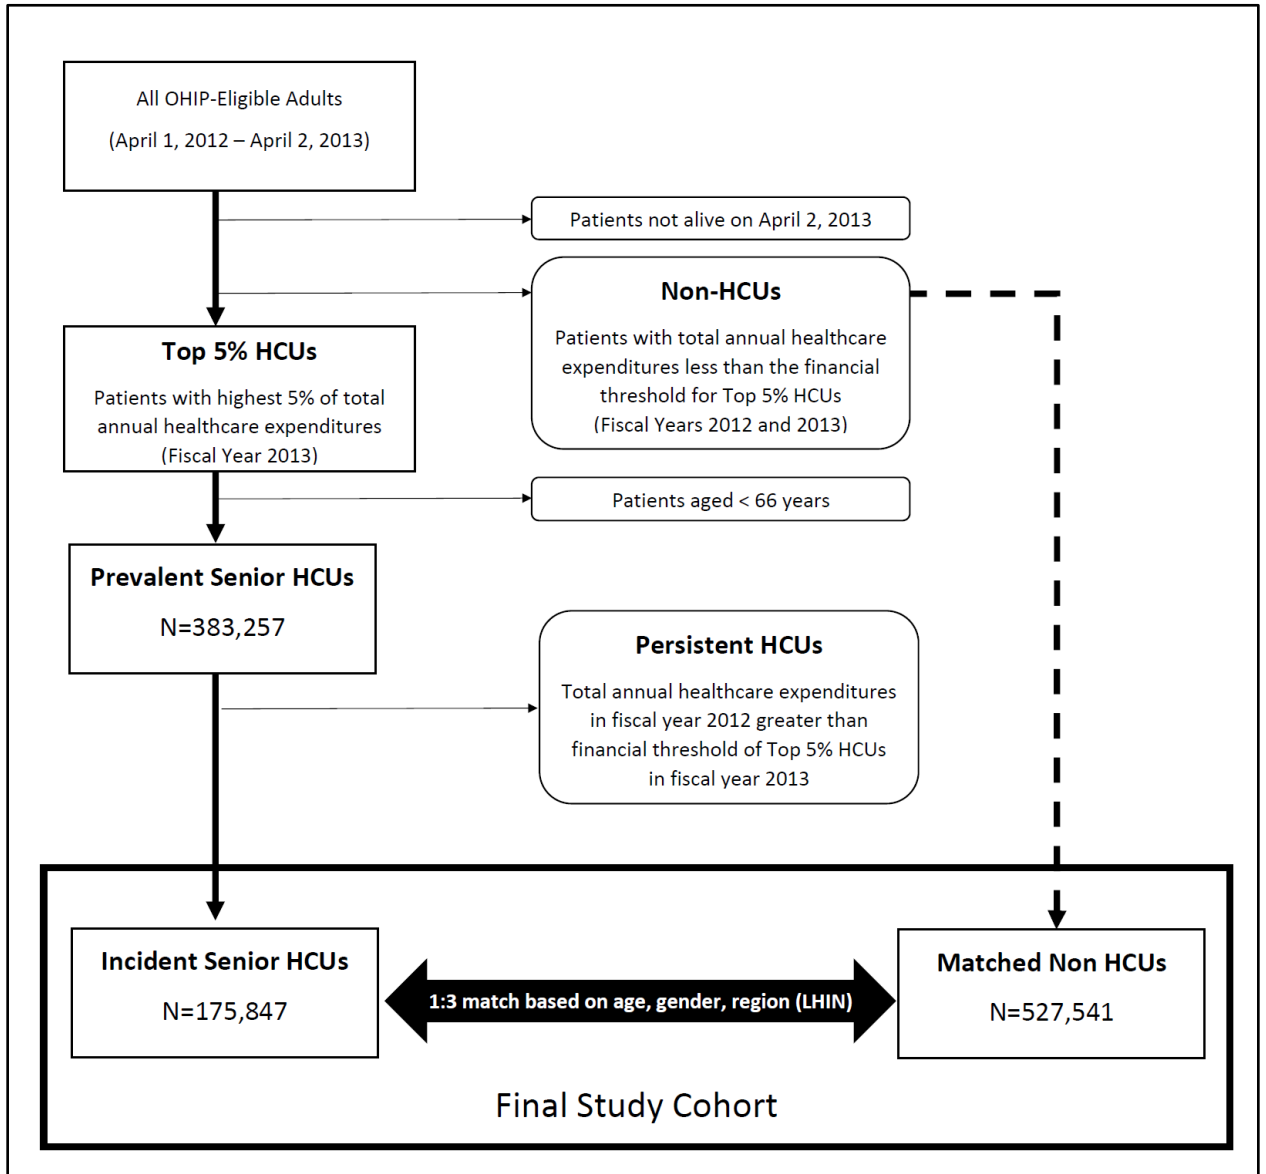 All OHIP-Eligible Adults
(April 1, 2012 – April 2, 2013)
Patients not alive on April 2, 2013
Non-HCUs
Patients with total annual healthcare
expenditures less than the financial
threshold for Top 5% HCUs
(Fiscal Years 2012 and 2013)
Top 5% HCUs
Patients with highest 5% of total
annual healthcare expenditures
(Fiscal Year 2013)
Patients aged < 66 years
Prevalent Senior HCUs
N=383,257
Persistent HCUs
Total annual healthcare expenditures
in fiscal year 2012 greater than
financial threshold of Top 5% HCUs
in fiscal year 2013
Incident Senior HCUs
N=175,847
1:3 match based on age, gender, region (LHIN)
Matched Non HCUs
N=527,541
Final Study Cohort